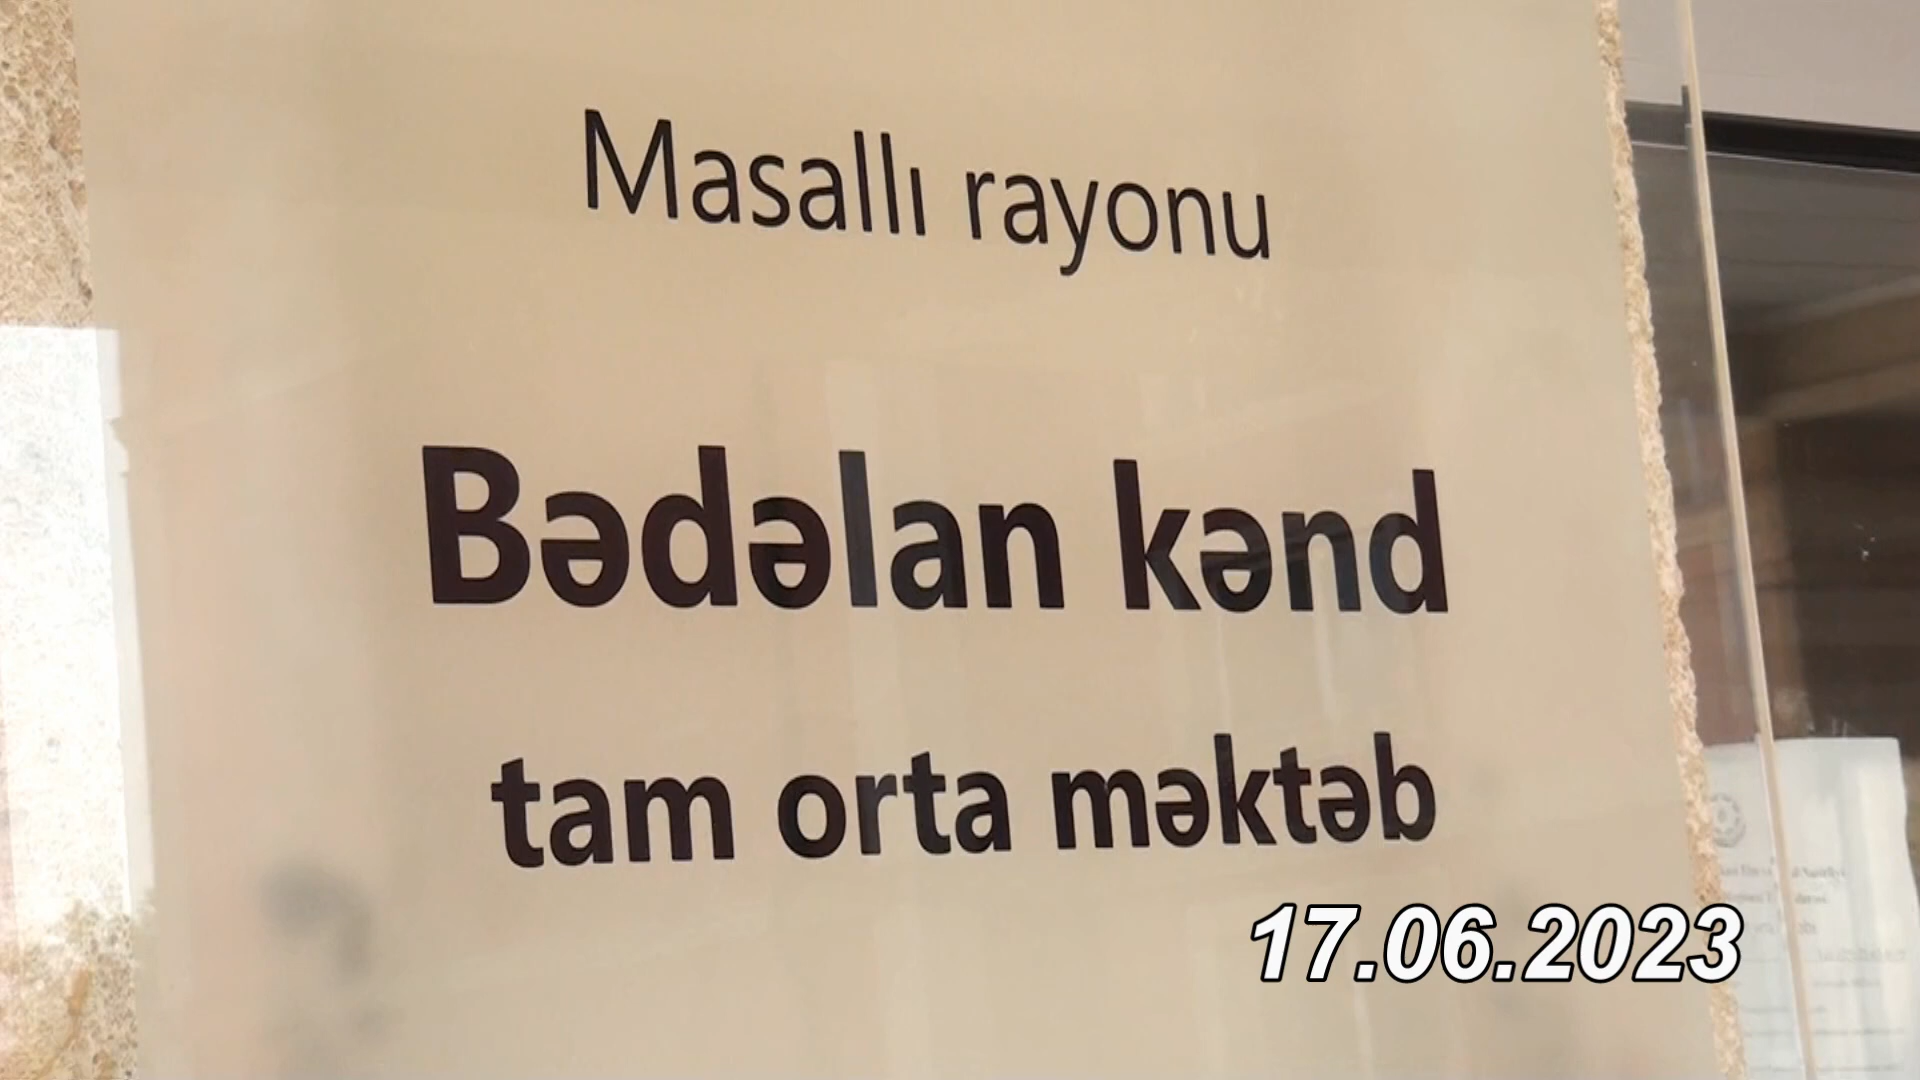 Masallı rayonu
Bədəlan kənd
tam orta məktəb
17.06.2023